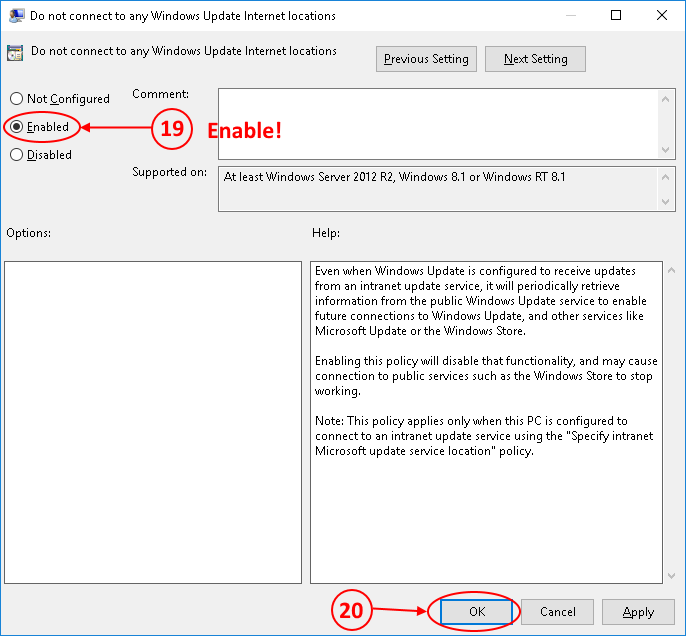 Do not connect to any Windows Update Internet locations
Do not connect to any Windows Update Internet locations
Previous Setting
Next Setting
Not Configured
Comment:
Enabled
19
Enable!
Disabled
Supported on:
At least Windows Server 2012 R2, Windows 8.1 or Windows RT 8.1
Options:
Help:
Even when Windows Update is configured to receive updates
from an intranet update service, it will periodically retrieve
information from the public Windows Update service to enable
future connections to Windows Update, and other services like
Microsoft Update or the Windows Store.
Enabling this policy will disable that functionality, and may cause
connection to public services such as the Windows Store to stop
working.
Note: This policy applies only when this PC is configured to
connect to an intranet update service using the "Specify intranet
Microsoft update service location" policy.
20
OK
Cancel
Apply